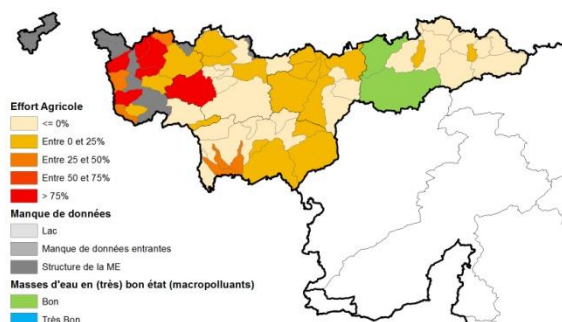 Effort Agricole
<= 0%
Entre 0 et 25%
Entre 25 et 50%
Entre 50 et 75%
> 75%
Manque de données
Lac
Manque de données entrantes
Structure de la ME
Masses d'eau en (très) bon état (macropolluants)
Bon
Très Bon